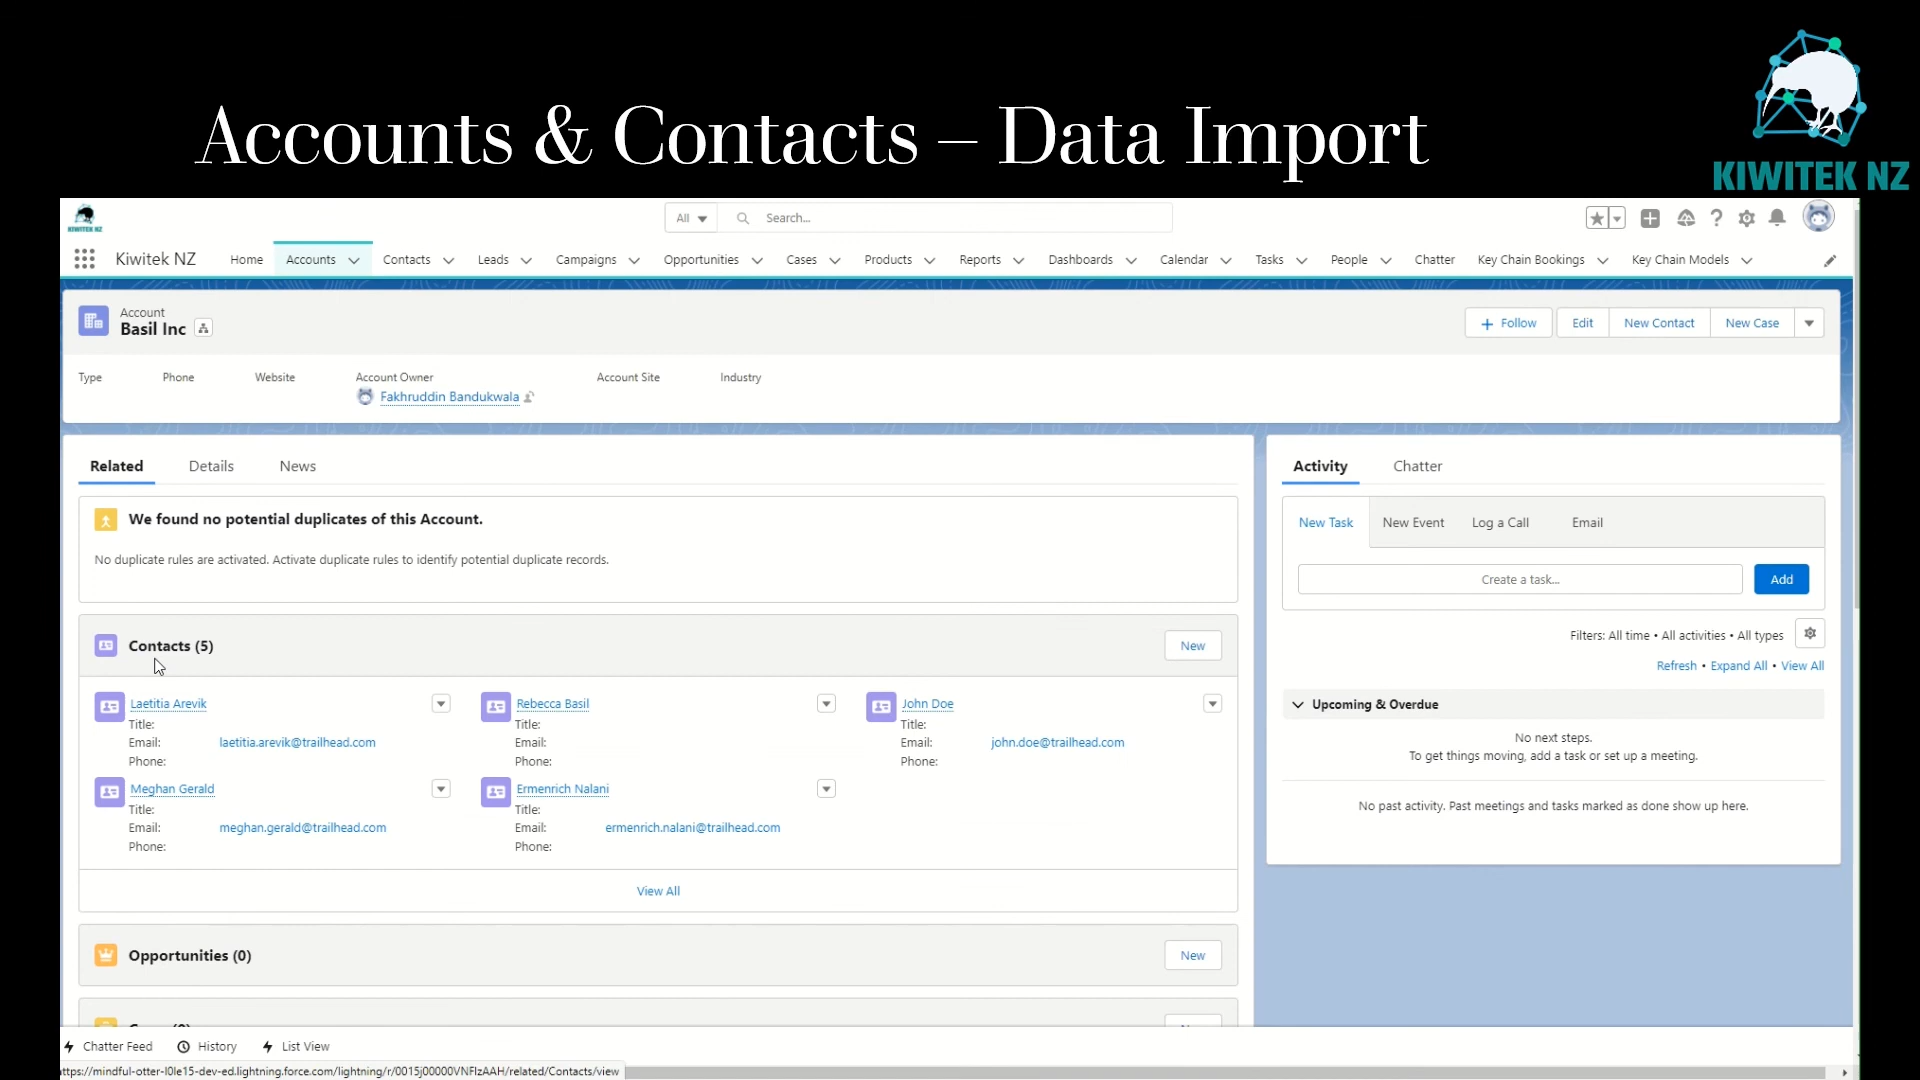 Accounts & Contacts – Data Import
KIWITEK NZ
KIWITEK NZ
All
Search...
Kiwitek NZ
Home
Accounts
Contacts
Leads
Campaigns
Opportunities
Cases
Products
Reports
Dashboards
Calendar
Tasks
People
Chatter
Key Chain Bookings
Key Chain Models
Account
Basil Inc
Follow
Edit
New Contact
New Case
Type
Phone
Website
Account Owner
Account Site
Industry
Fakhruddin Bandukwala
Related
Details
News
We found no potential duplicates of this Account.
No duplicate rules are activated. Activate duplicate rules to identify potential duplicate records.
Contacts (5)
New
Laetitia Arevik
Title:
Email: laetitia.arevik@trailhead.com
Phone:
Rebecca Basil
Title:
Email:
Phone:
John Doe
Title:
Email: john.doe@trailhead.com
Phone:
Meghan Gerald
Title:
Email: meghan.gerald@trailhead.com
Phone:
Ermenrich Nalani
Title:
Email: ermenrich.nalani@trailhead.com
Phone:
View All
Opportunities (0)
New
Activity
Chatter
New Task
New Event
Log a Call
Email
Create a task...
Add
Filters: All time • All activities • All types
Refresh • Expand All • View All
Upcoming & Overdue
No next steps.
To get things moving, add a task or set up a meeting.
No past activity. Past meetings and tasks marked as done show up here.
Chatter Feed
History
List View
ttps://mindful-otter-l0le15-dev-ed.lightning.force.com/lightning/r/0015j00000VNFlzAAH/related/Contacts/view